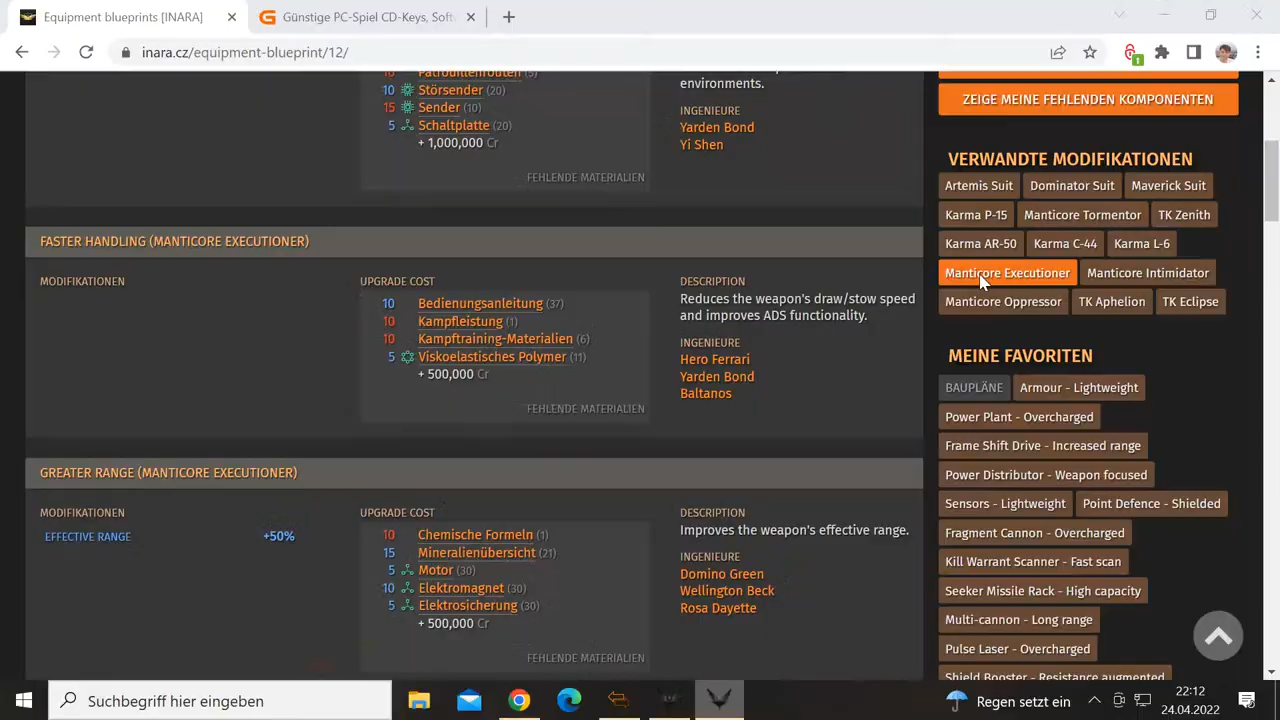 Equipment blueprints [INARA]
Günstige PC-Spiel CD-Keys, Soft
inara.cz/equipment-blueprint/12/
1
10 Patrouillenrouten (5)
10 Störsender (20)
15 Sender (10)
5 Schaltplatte (20)
+ 1,000,000 Cr
FEHLENDE MATERIALIEN
environments.
INGENIEURE
Yarden Bond
Yi Shen
FASTER HANDLING (MANTICORE EXECUTIONER)
MODIFIKATIONEN
UPGRADE COST
10 Bedienungsanleitung (37)
10 Kampfleistung (1)
10 Kampftraining-Materialien (6)
5 Viskoelastisches Polymer (11)
+ 500,000 Cr
FEHLENDE MATERIALIEN
DESCRIPTION
Reduces the weapon's draw/stow speed
and improves ADS functionality.
INGENIEURE
Hero Ferrari
Yarden Bond
Baltanos
GREATER RANGE (MANTICORE EXECUTIONER)
MODIFIKATIONEN
EFFECTIVE RANGE +50%
UPGRADE COST
10 Chemische Formeln (1)
15 Mineralienübersicht (21)
5 Motor (30)
10 Elektromagnet (30)
5 Elektrosicherung (30)
+ 500,000 Cr
FEHLENDE MATERIALIEN
DESCRIPTION
Improves the weapon's effective range.
INGENIEURE
Domino Green
Wellington Beck
Rosa Dayette
ZEIGE MEINE FEHLENDEN KOMPONENTEN
VERWANDTE MODIFIKATIONEN
Artemis Suit Dominator Suit Maverick Suit
Karma P-15 Manticore Tormentor TK Zenith
Karma AR-50 Karma C-44 Karma L-6
Manticore Executioner Manticore Intimidator
Manticore Oppressor TK Aphelion TK Eclipse
MEINE FAVORITEN
BAUPLÄNE Armour - Lightweight
Power Plant - Overcharged
Frame Shift Drive - Increased range
Power Distributor - Weapon focused
Sensors - Lightweight Point Defence - Shielded
Fragment Cannon - Overcharged
Kill Warrant Scanner - Fast scan
Seeker Missile Rack - High capacity
Multi-cannon - Long range
Pulse Laser - Overcharged
Shield Booster - Resistance augmented
Suchbegriff hier eingeben
Regen setzt ein
22:12
24.04.2022